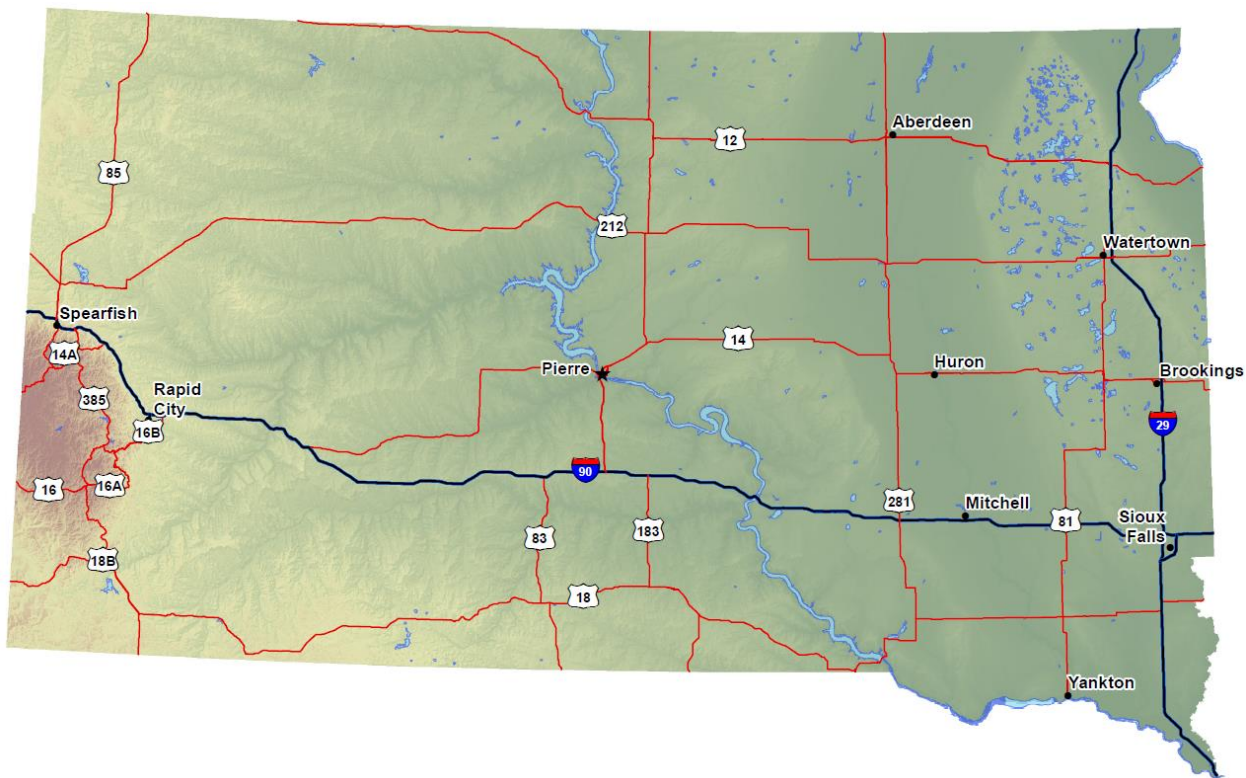 Aberdeen
12
85
212
Watertown
Spearfish
14
14A
Pierre
Huron
Brookings
Rapid
City
385
29
16B
90
16
16A
281
Mitchell
81
Sioux
Falls
83
183
18B
18
Yankton